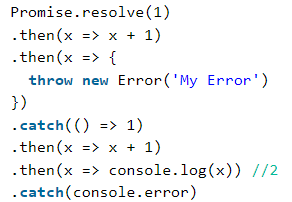 Promise.resolve(1)
.then(x => x + 1)
.then(x => {
  throw new Error('My Error')
})
.catch(() => 1)
.then(x => x + 1)
.then(x => console.log(x)) //2
.catch(console.error)